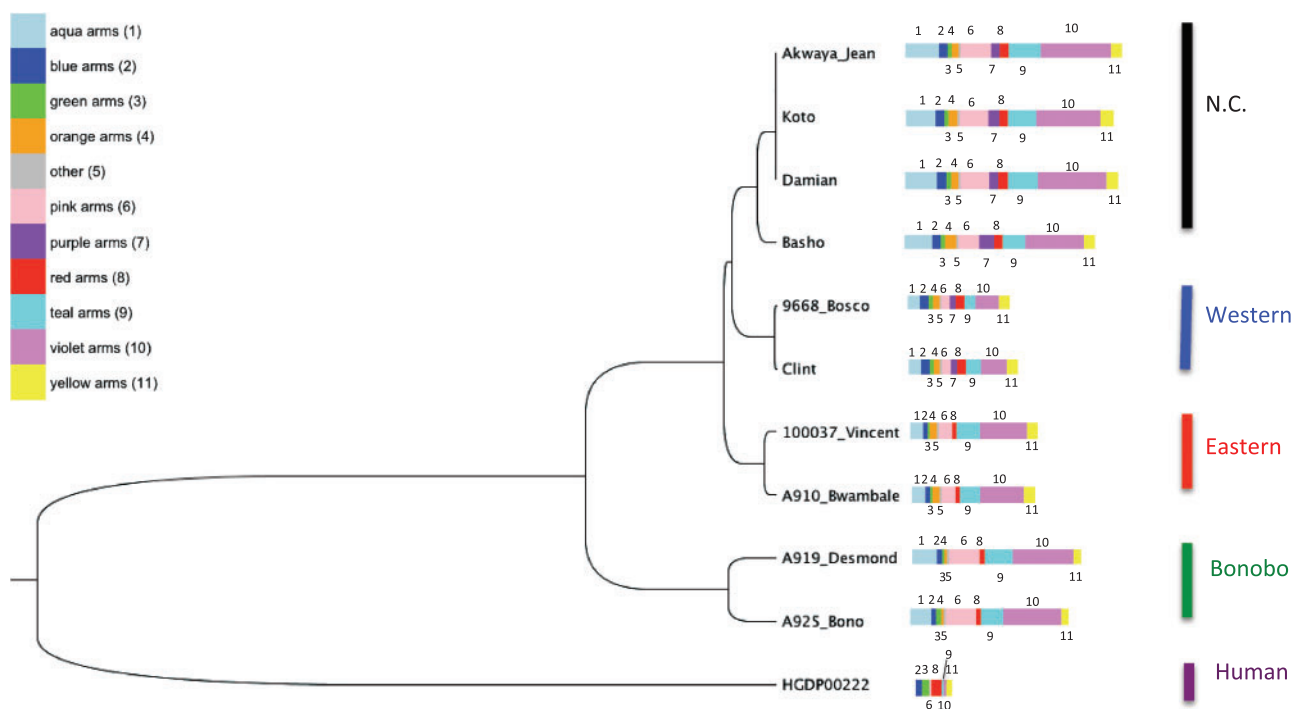 aqua arms (1)
blue arms (2)
green arms (3)
orange arms (4)
other (5)
pink arms (6)
purple arms (7)
red arms (8)
teal arms (9)
violet arms (10)
yellow arms (11)
1 2 4 6 8 10
Akwaya_Jean
3 5 7 9 11
1 2 4 6 8 10
Koto
3 5 7 9 11
1 2 4 6 8 10
Damian
3 5 7 9 11
N.C.
1 2 4 6 8 10
Basho
3 5 7 9 11
1 2 4 6 8 10
9668_Bosco
3 5 7 9 11
Western
1 2 4 6 8 10
Clint
3 5 7 9 11
1 2 4 6 8 10
100037_Vincent
3 5 9 11
Eastern
1 2 4 6 8 10
A910_Bwambale
3 5 9 11
1 2 4 6 8 10
A919_Desmond
3 5 9 11
Bonobo
1 2 4 6 8 10
A925_Bono
3 5 9 11
9
2 3 8 11
HGDP00222
6 10
Human